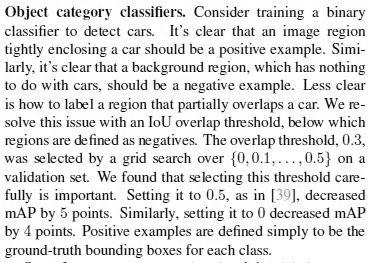 Object category classifiers. Consider training a binary
classifier to detect cars. It's clear that an image region
tightly enclosing a car should be a positive example. Simi-
larly, it's clear that a background region, which has nothing
to do with cars, should be a negative example. Less clear
is how to label a region that partially overlaps a car. We re-
solve this issue with an IoU overlap threshold, below which
regions are defined as negatives. The overlap threshold, 0.3,
was selected by a grid search over {0, 0.1, . . . , 0.5} on a
validation set. We found that selecting this threshold care-
fully is important. Setting it to 0.5, as in [39], decreased
mAP by 5 points. Similarly, setting it to 0 decreased mAP
by 4 points. Positive examples are defined simply to be the
ground-truth bounding boxes for each class.